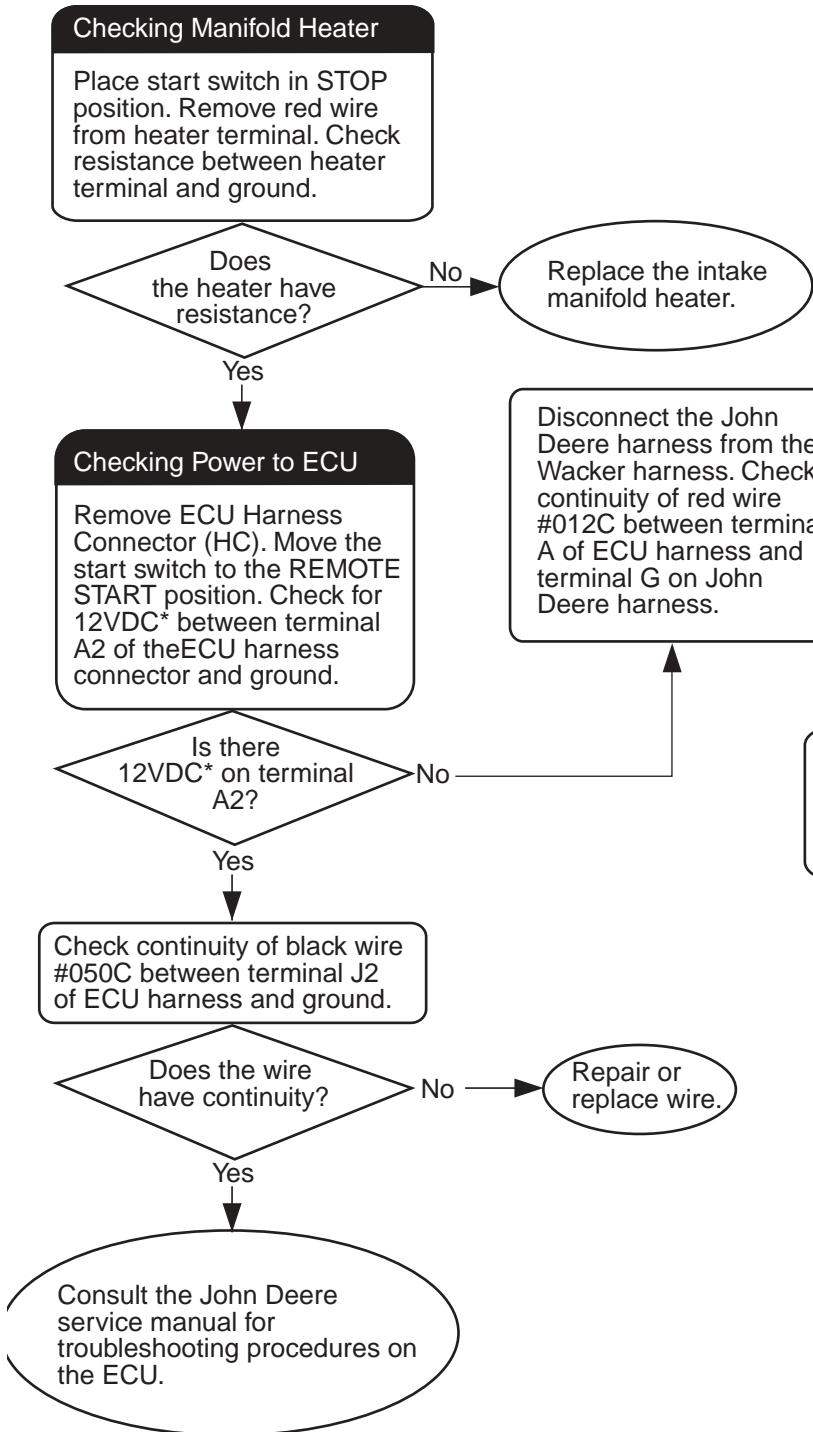 Checking Manifold Heater
Place start switch in STOP
position. Remove red wire
from heater terminal. Check
resistance between heater
terminal and ground.
Does
the heater have
resistance?
No
Replace the intake
manifold heater.
Yes
Checking Power to ECU
Remove ECU Harness
Connector (HC). Move the
start switch to the REMOTE
START position. Check for
12VDC* between terminal
A2 of theECU harness
connector and ground.
Disconnect the John
Deere harness from the
Wacker harness. Check
continuity of red wire
#012C between
A of ECU harness and
terminal G on John
Deere harness.
Is there
12VDC* on terminal
A2?
No
Yes
Check continuity of black wire
#050C between terminal J2
of ECU harness and ground.
Does the wire
have continuity?
No
Repair or
replace wire.
Yes
Consult the John Deere
service manual for
troubleshooting procedures on
the ECU.